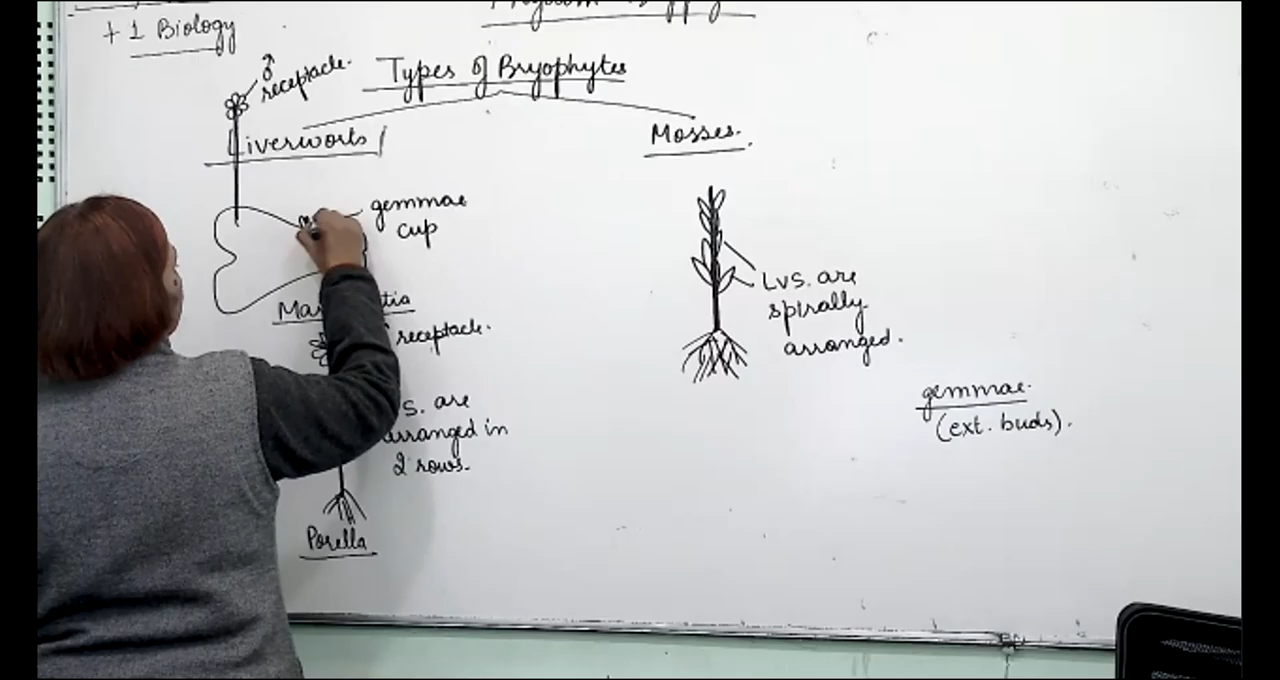 +1 Biology
♂
receptacle.
Types of Bryophytes
Liverworts
Mosses.
gemmae
cup
Lvs. are
spirally
arranged.
receptacle.
s. are
arranged in
2 rows.
gemmae.
(ext. buds).
Porella